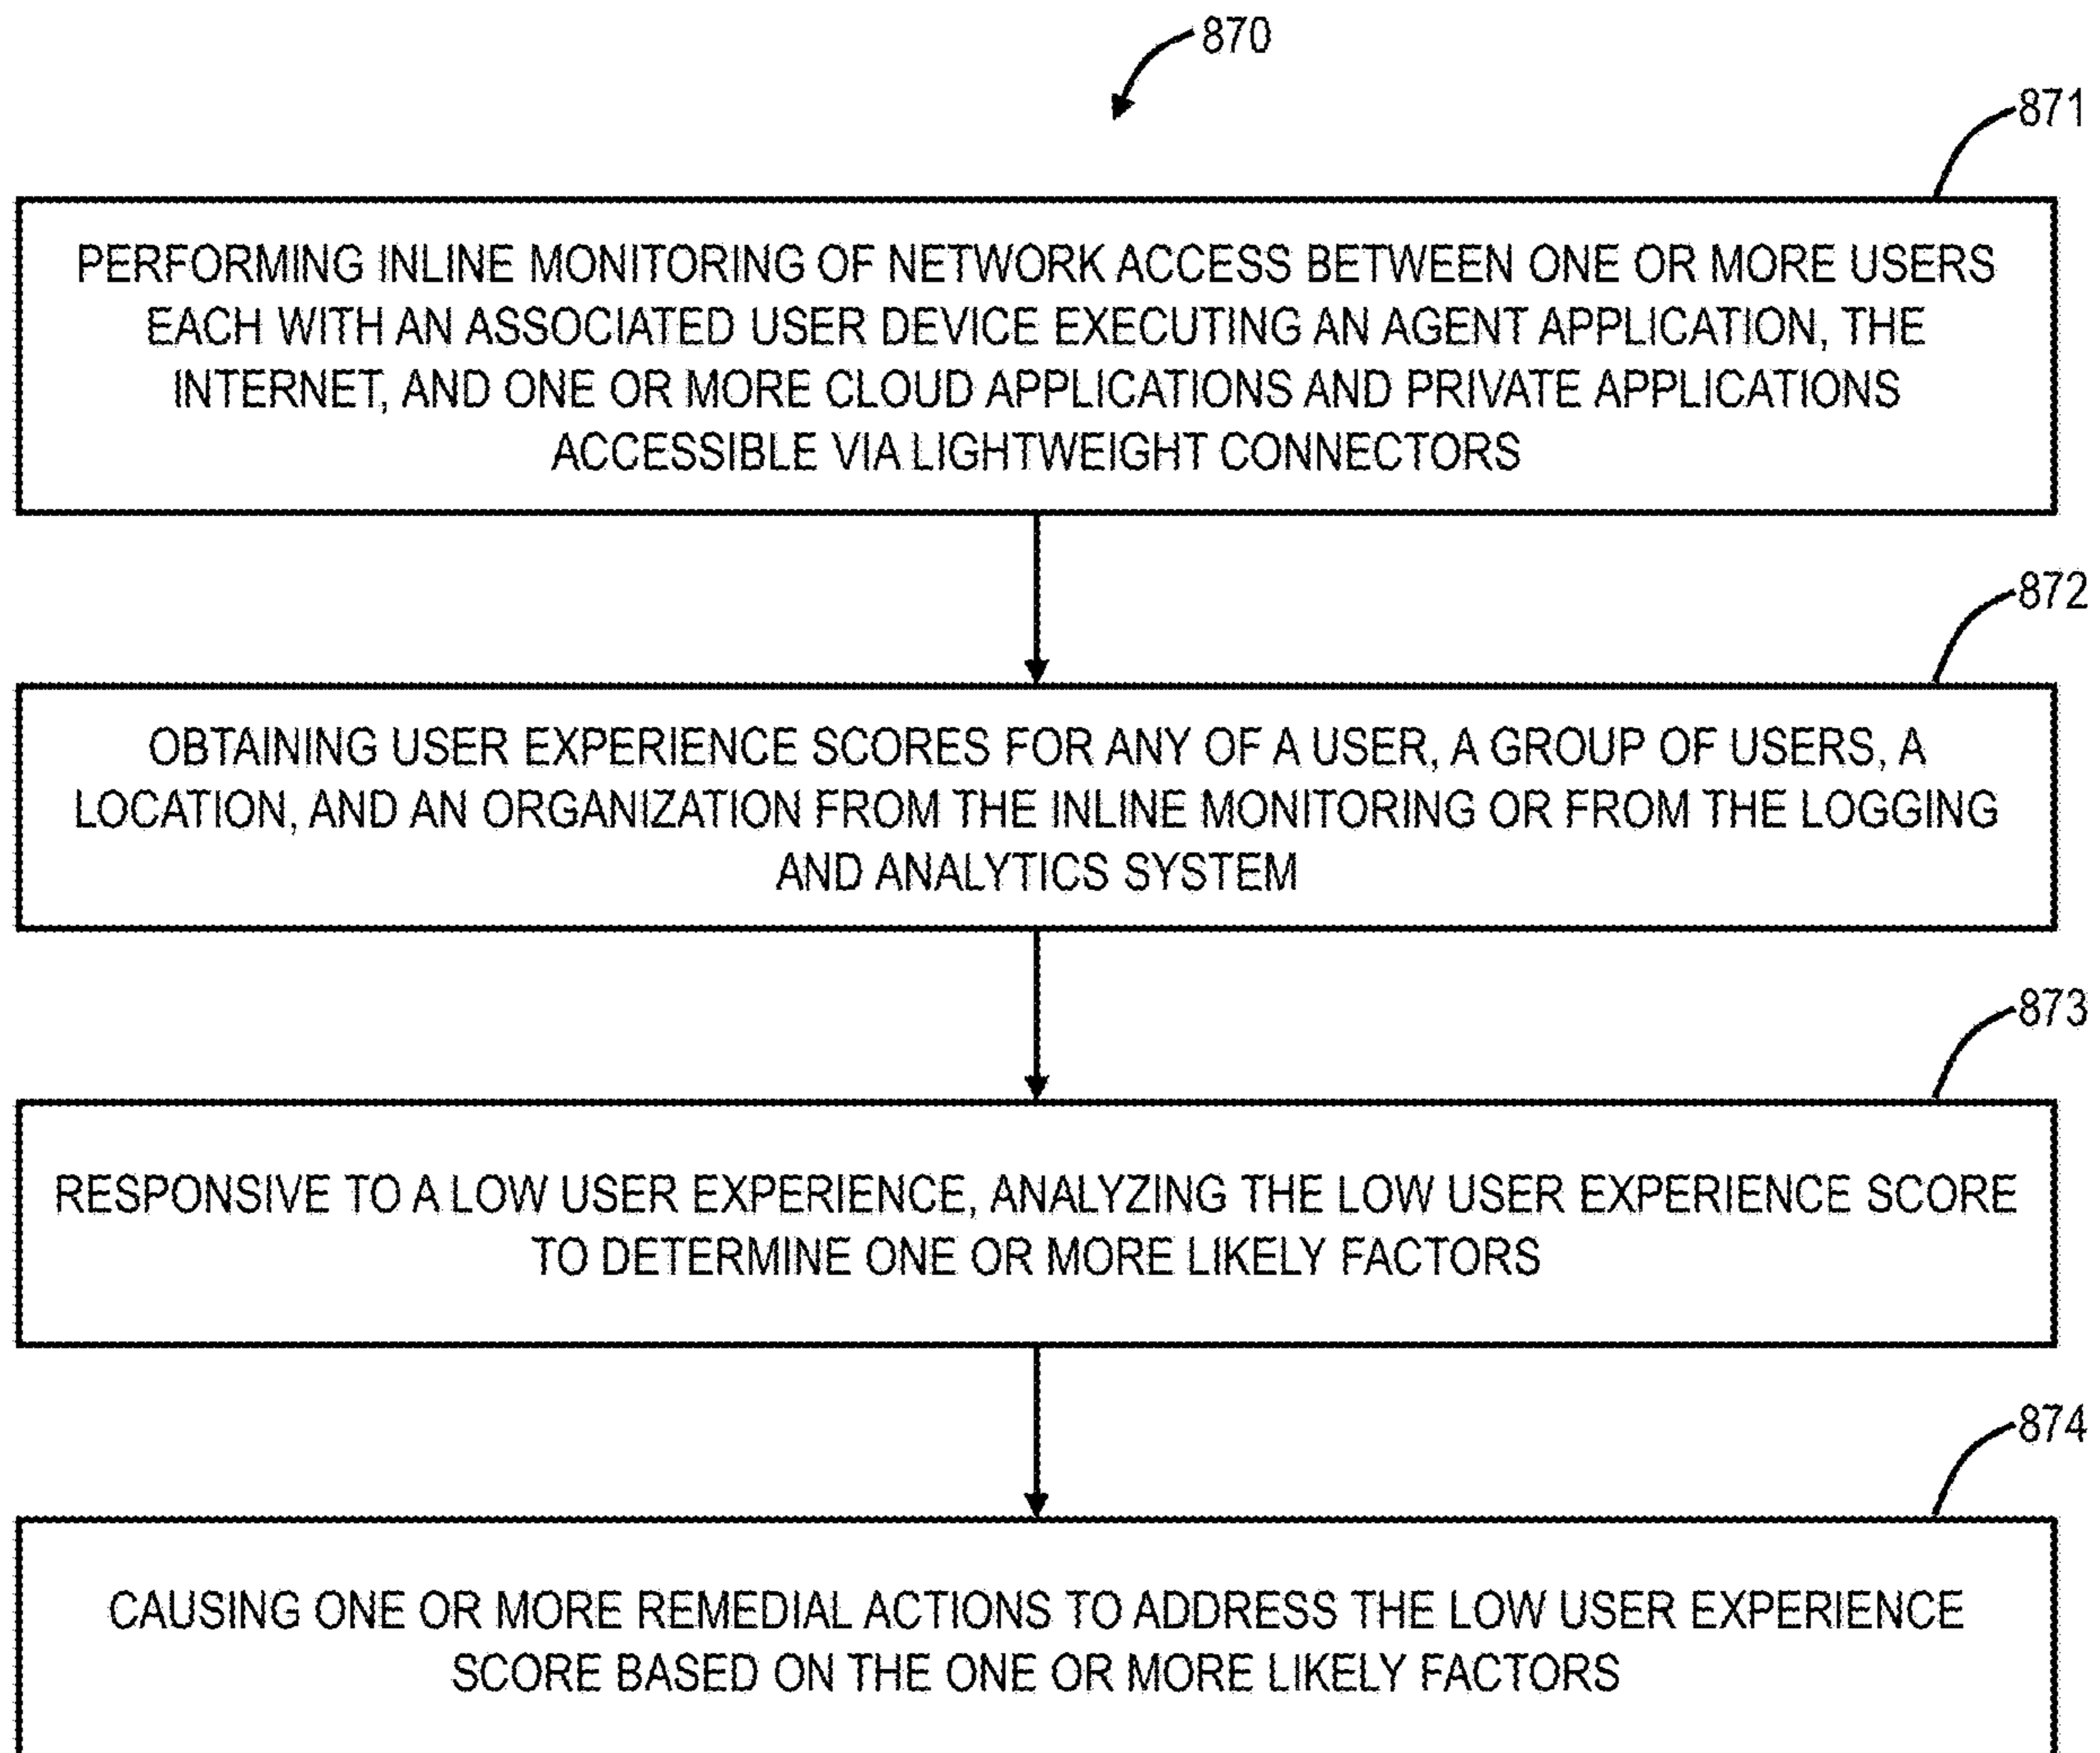 870
871
PERFORMING INLINE MONITORING OF NETWORK ACCESS BETWEEN ONE OR MORE USERS
EACH WITH AN ASSOCIATED USER DEVICE EXECUTING AN AGENT APPLICATION, THE
INTERNET, AND ONE OR MORE CLOUD APPLICATIONS AND PRIVATE APPLICATIONS
ACCESSIBLE VIA LIGHTWEIGHT CONNECTORS
872
OBTAINING USER EXPERIENCE SCORES FOR ANY OF A USER, A GROUP OF USERS, A
LOCATION, AND AN ORGANIZATION FROM THE INLINE MONITORING OR FROM THE LOGGING
AND ANALYTICS SYSTEM
873
RESPONSIVE TO A LOW USER EXPERIENCE, ANALYZING THE LOW USER EXPERIENCE SCORE
TO DETERMINE ONE OR MORE LIKELY FACTORS
874
CAUSING ONE OR MORE REMEDIAL ACTIONS TO ADDRESS THE LOW USER EXPERIENCE
SCORE BASED ON THE ONE OR MORE LIKELY FACTORS